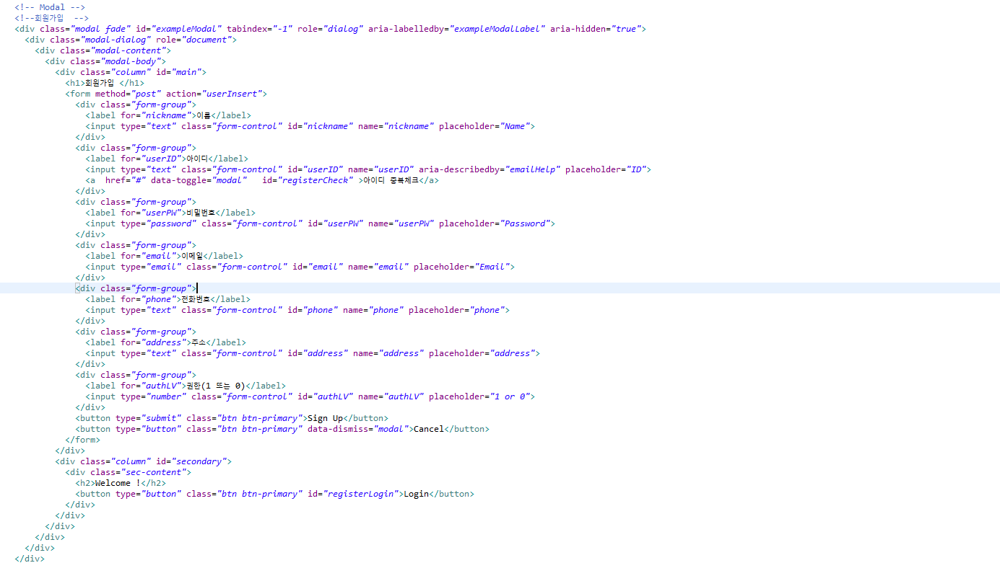 <!-- Modal -->
<!--회원가입  -->
<div class="modal fade" id="exampleModal" tabindex="-1" role="dialog" aria-labelledby="exampleModalLabel" aria-hidden="true">
<div class="modal-dialog" role="document">
<div class="modal-content">
<div class="modal-body">
<div class="column" id="main">
<h1>회원가입 </h1>
<form method="post" action="userInsert">
<div class="form-group">
<label for="nickname">이름</label>
<input type="text" class="form-control" id="nickname" name="nickname" placeholder="Name">
</div>
<div class="form-group">
<label for="userID">아이디</label>
<input type="text" class="form-control" id="userID" name="userID" aria-describedby="emailHelp" placeholder="ID">
<a  href="#" data-toggle="modal"   id="registerCheck" >아이디 중복체크</a>
</div>
<div class="form-group">
<label for="userPW">비밀번호</label>
<input type="password" class="form-control" id="userPW" name="userPW" placeholder="Password">
</div>
<div class="form-group">
<label for="email">이메일</label>
<input type="email" class="form-control" id="email" name="email" placeholder="Email">
</div>
<div class="form-group">
<label for="phone">전화번호</label>
<input type="text" class="form-control" id="phone" name="phone" placeholder="phone">
</div>
<div class="form-group">
<label for="address">주소</label>
<input type="text" class="form-control" id="address" name="address" placeholder="address">
</div>
<div class="form-group">
<label for="authLV">권한(1 또는 0)</label>
<input type="number" class="form-control" id="authLV" name="authLV" placeholder="1 or 0">
</div>
<button type="submit" class="btn btn-primary">Sign Up</button>
<button type="button" class="btn btn-primary" data-dismiss="modal">Cancel</button>
</form>
</div>
<div class="column" id="secondary">
<div class="sec-content">
<h2>Welcome !</h2>
<button type="button" class="btn btn-primary" id="registerLogin">Login</button>
</div>
</div>
</div>
</div>
</div>
</div>